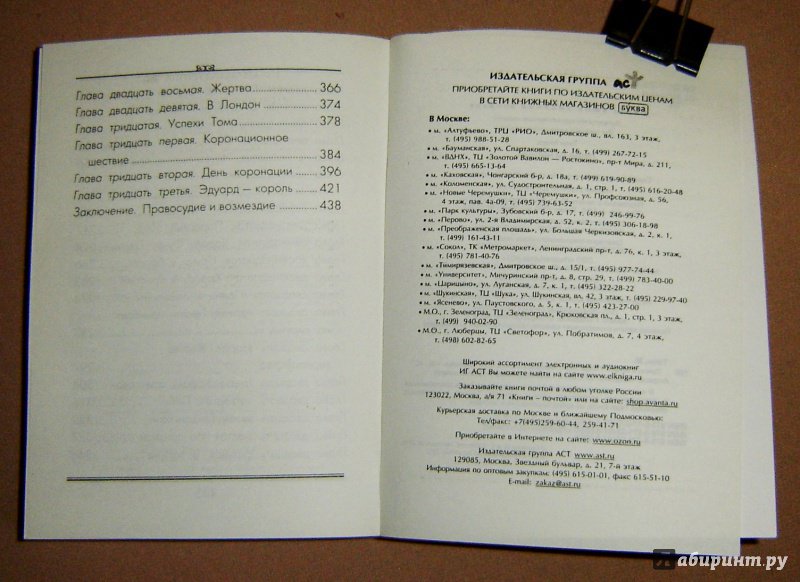 Глава двадцать восьмая. Жертва 366
Глава двадцать девятая. В Лондон 374
Глава тридцатая. Успехи Тома 378
Глава тридцать первая. Коронационное
шествие 384
Глава тридцать вторая. День коронации 396
Глава тридцать третья. Эдуард — король 421
Заключение. Правосудие и возмездие 438
ИЗДАТЕЛЬСКАЯ ГРУППА АСТ
ПРИОБРЕТАЙТЕ КНИГИ ПО ИЗДАТЕЛЬСКИМ ЦЕНАМ
В СЕТИ КНИЖНЫХ МАГАЗИНОВ Буква
В Москве:
• м. «Алтуфьево», ТРЦ «РИО», Дмитровское ш., вл. 163, 3 этаж,
т. (495) 988-51-28
• м. «Бауманская», ул. Спартаковская, д. 16, т. (499) 267-72-15
• м. «ВДНХ», ТЦ «Золотой Вавилон — Ростокино», пр-т Мира, д. 211,
т. (495) 665-13-64
• м. «Каховская», Чонгарский б-р, д. 18а, т. (499) 619-90-89
• м. «Коломенская», ул. Судостроительная, д. 1, стр. 1, т. (495) 616-20-48
• м. «Новые Черемушки», ТЦ «Черемушки», ул. Профсоюзная, д. 56,
4 этаж, пав. 4а-09, т. (495) 739-63-52
• м. «Парк культуры», Зубовский б-р, д. 17, т. (499) 246-99-76
• м. «Перово», ул. 2-я Владимирская, д. 52, к. 2, т. (495) 306-18-98
• м. «Преображенская площадь», ул. Большая Черкизовская, д. 2, к. 1,
т. (499) 161-43-11
• м. «Сокол», ТК «Метромаркет», Ленинградский пр-т, д. 76, к. 1, 3 этаж,
т. (495) 781-40-76
• м. «Тимирязевская», Дмитровское ш., д. 15/1, т. (495) 977-74-44
• м. «Университет», Мичуринский пр-т, д. 8, стр. 29, т. (499) 783-40-00
• м. «Царицыно», ул. Луганская, д. 7, к. 1, т. (495) 322-28-22
• м. «Щукинская», ТЦ «Щука», ул. Щукинская, вл. 42, 3 этаж, т. (495) 229-97-40
• м. «Ясенево», ул. Паустовского, д. 5, к. 1, т. (495) 423-27-00
• М.О., г. Зеленоград, ТЦ «Зеленоград», Крюковская пл., д. 1, стр. 1, 3 этаж,
т. (499) 940-02-90
• М.О., г. Люберцы, ТЦ «Светофор», ул. Побратимов, д. 7, 4 этаж,
т. (498) 602-82-65
Широкий ассортимент электронных и аудиокниг
ИГ АСТ Вы можете найти на сайте www.elkniga.ru
Заказывайте книги почтой в любом уголке России
123022, Москва, а/я 71 «Книги – почтой» или на сайте: shop.avanta.ru
Курьерская доставка по Москве и ближайшему Подмосковью:
Тел/факс: +7(495)259-60-44, 259-41-71
Приобретайте в Интернете на сайте: www.ozon.ru
Издательская группа АСТ www.ast.ru
129085, Москва, Звездный бульвар, д. 21, 7-й этаж
Информация по оптовым закупкам: (495) 615-01-01, факс 615-51-10
E-mail: zakaz@ast.ru
Лабиринт.ру